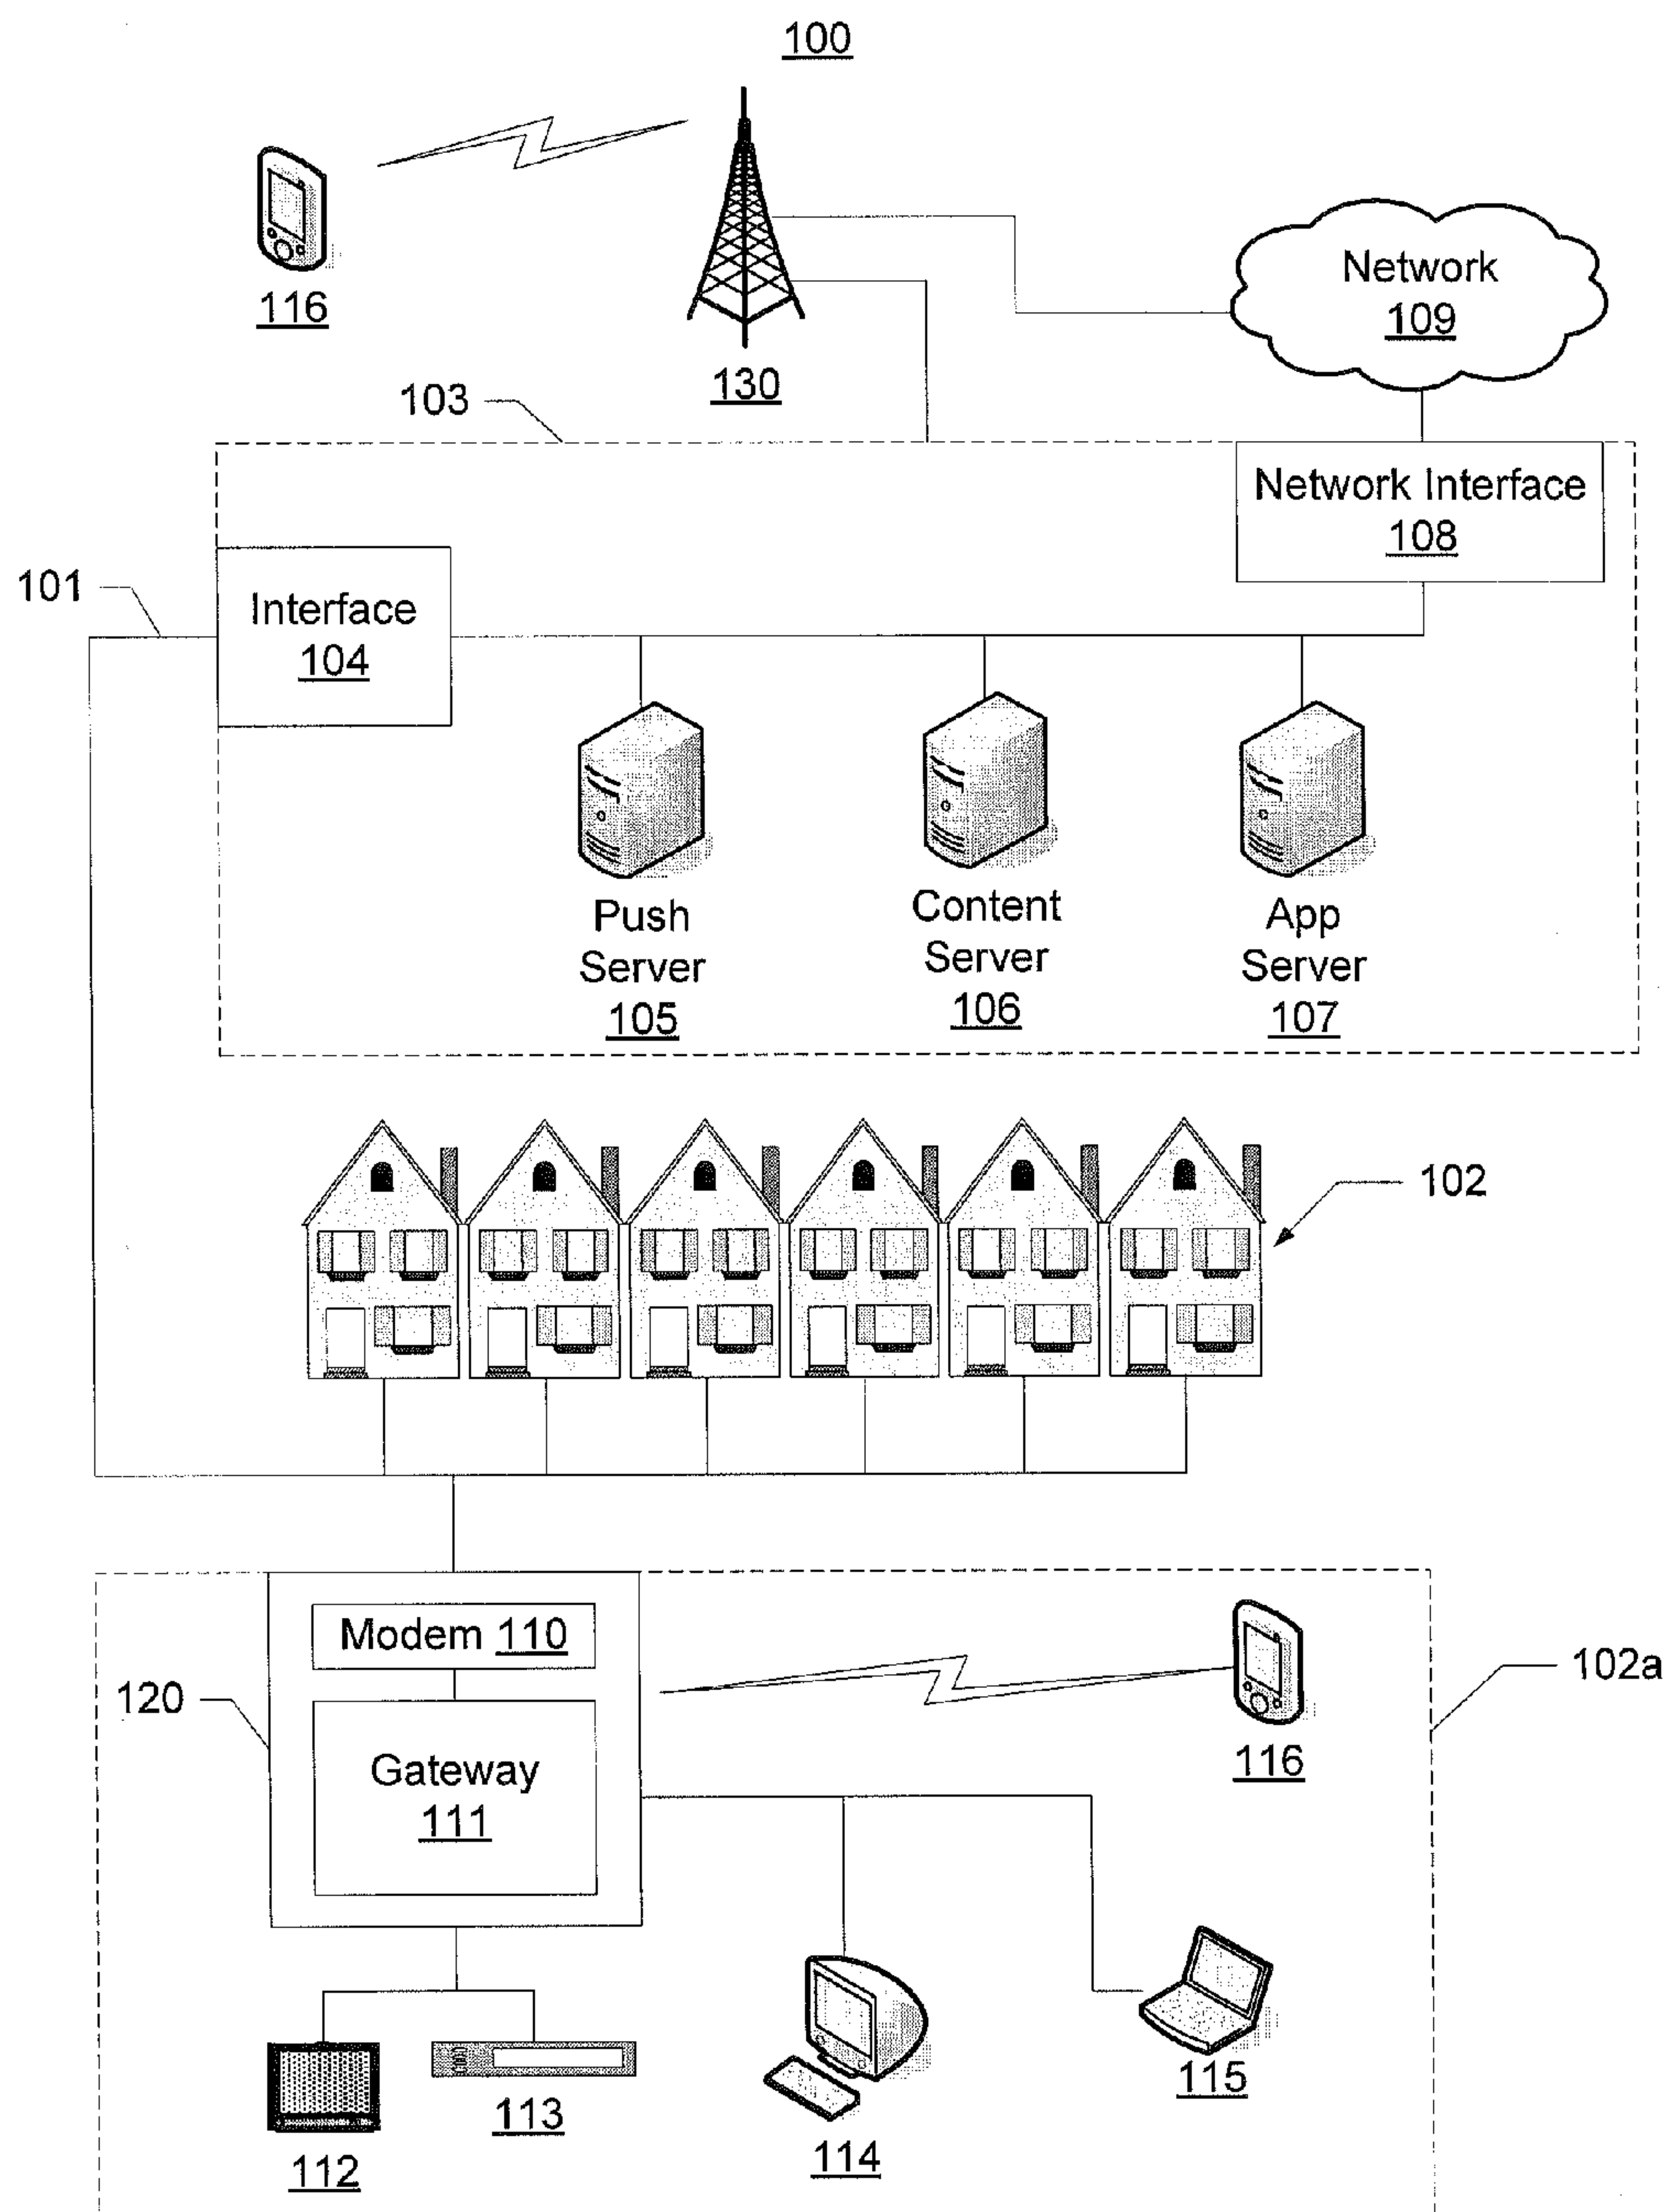 100
116
130
Network
109
103
Network Interface
108
101
Interface
104
Push
Server
105
Content
Server
106
App
Server
107
102
Modem 110
120
Gateway
111
116
102a
112
113
114
115